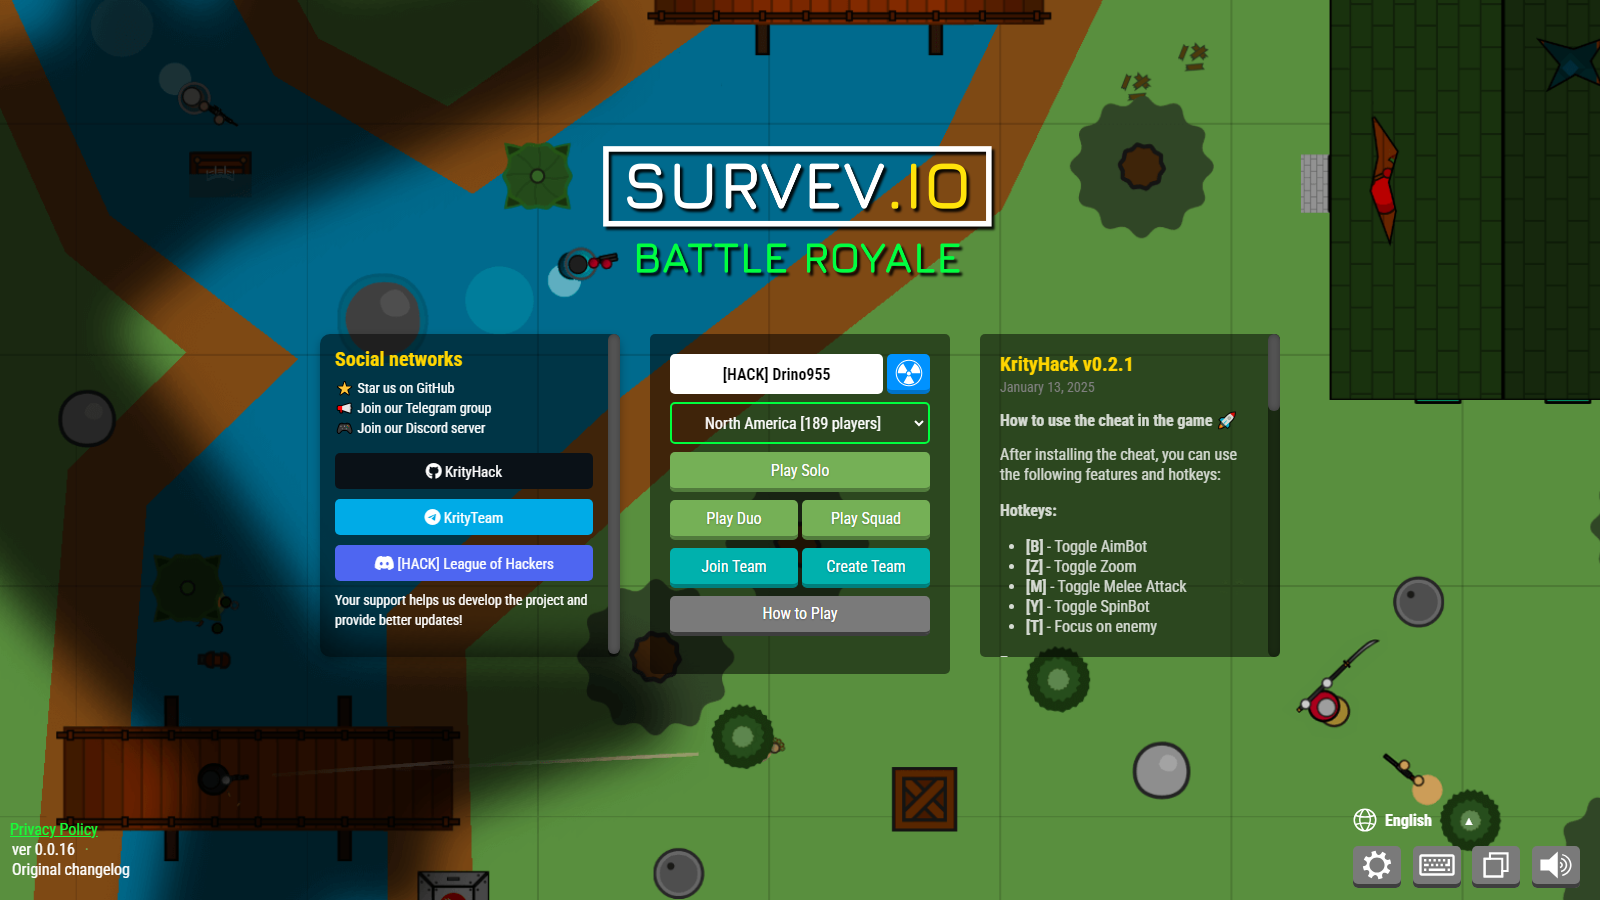 SURVEV.IO
BATTLE ROYALE
Social networks
Star us on GitHub
Join our Telegram group
Join our Discord server
KrityHack
KrityTeam
[HACK] League of Hackers
Your support helps us develop the project and
provide better updates!
[HACK] Drino955
North America [189 players]
Play Solo
Play Duo
Play Squad
Join Team
Create Team
How to Play
KrityHack v0.2.1
January 13, 2025
How to use the cheat in the game 🚀
After installing the cheat, you can use
the following features and hotkeys:
Hotkeys:
• [B] - Toggle AimBot
• [Z] - Toggle Zoom
• [M] - Toggle Melee Attack
• [Y] - Toggle SpinBot
• [T] - Focus on enemy
Privacy Policy
ver 0.0.16
Original changelog
English